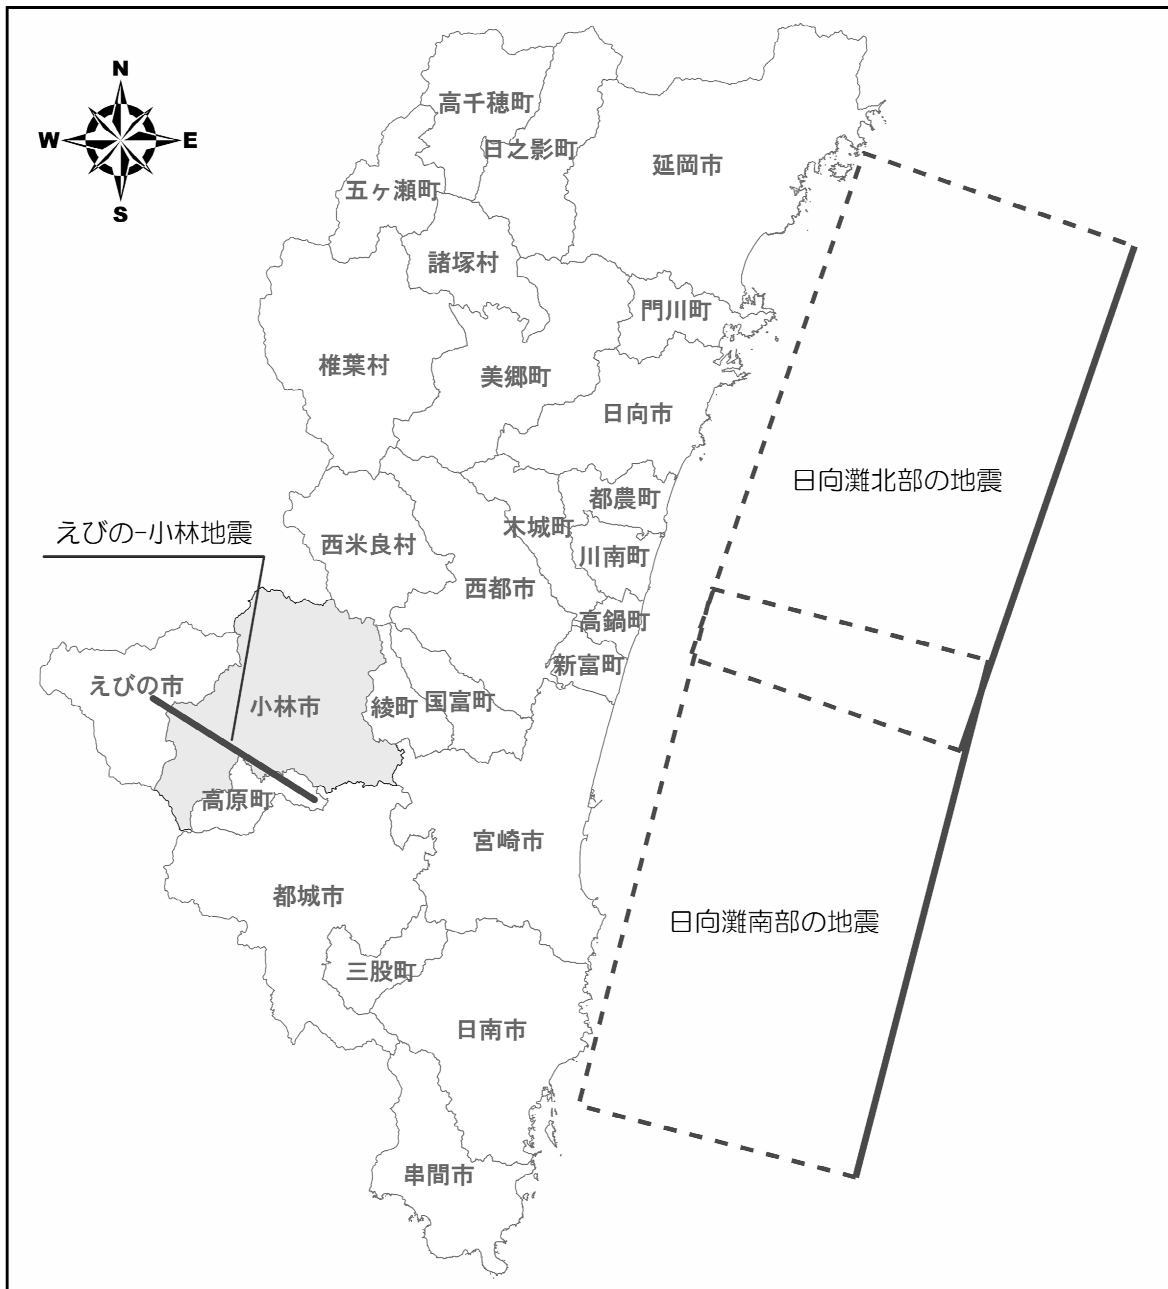 N
W
E
S
高千穂町
日之影町
延岡市
五ヶ瀬町
諸塚村
門川町
椎葉村
美郷町
日向市
日向灘北部の地震
都農町
木城町
えびの-小林地震
西米良村
川南町
西都市
高鍋町
新富町
えびの市
小林市
綾町
国富町
高原町
宮崎市
都城市
日向灘南部の地震
三股町
日南市
串間市